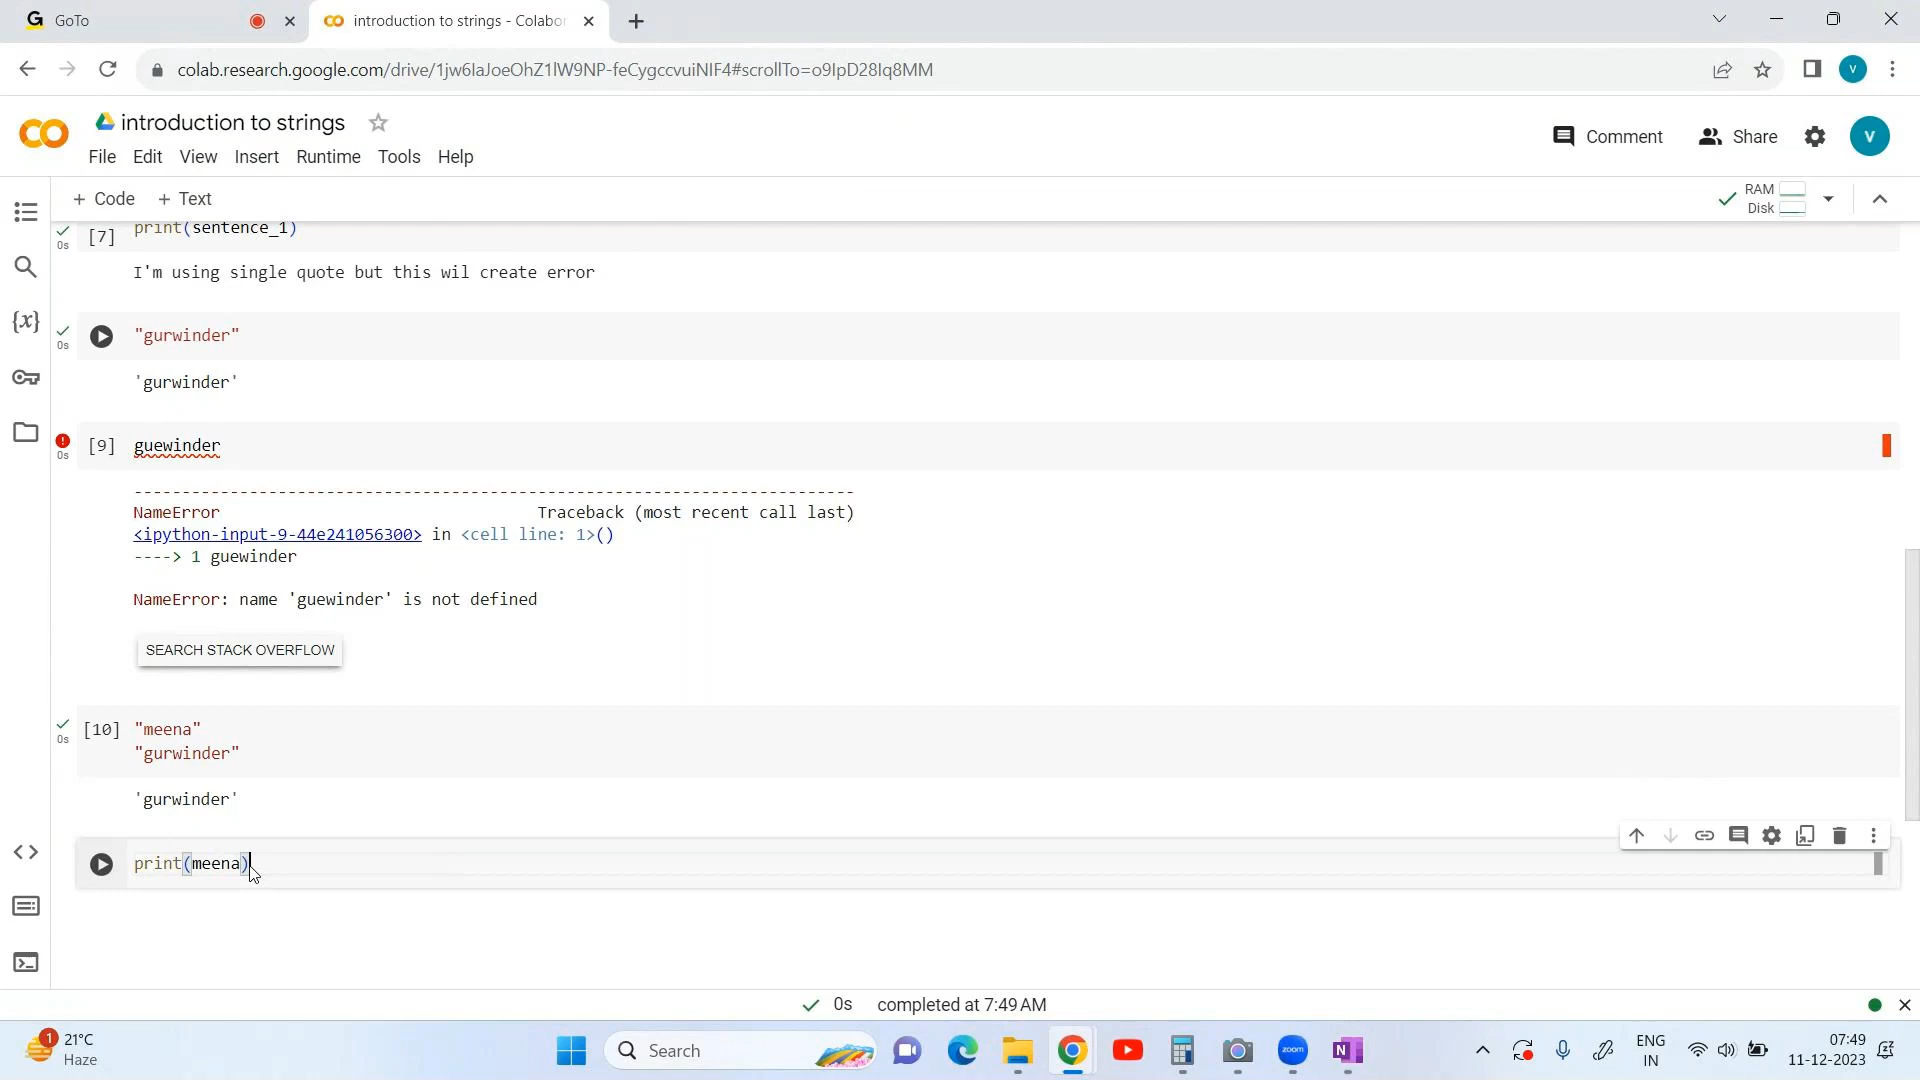 GoTo
introduction to strings - Colabo
colab.research.google.com/drive/1jw6IaJoeOhZ1lW9NP-feCygccvuiNIF4#scrollTo=o9IpD28Iq8MM
V
introduction to strings
File Edit View Insert Runtime Tools Help
Comment
Share
V
+ Code + Text
RAM
Disk
0s
[7]
print(sentence_1)
I'm using single quote but this wil create error
0s
"gurwinder"
'gurwinder'
0s
[9]
guewinder
---------------------------------------------------------------------------
NameError Traceback (most recent call last)
<ipython-input-9-44e241056300> in <cell line: 1>()
----> 1 guewinder
NameError: name 'guewinder' is not defined
SEARCH STACK OVERFLOW
0s
[10] "meena"
"gurwinder"
'gurwinder'
print(meena)
0s completed at 7:49 AM
1
21°C
Haze
Search
zoom
ENG
IN
07:49
11-12-2023